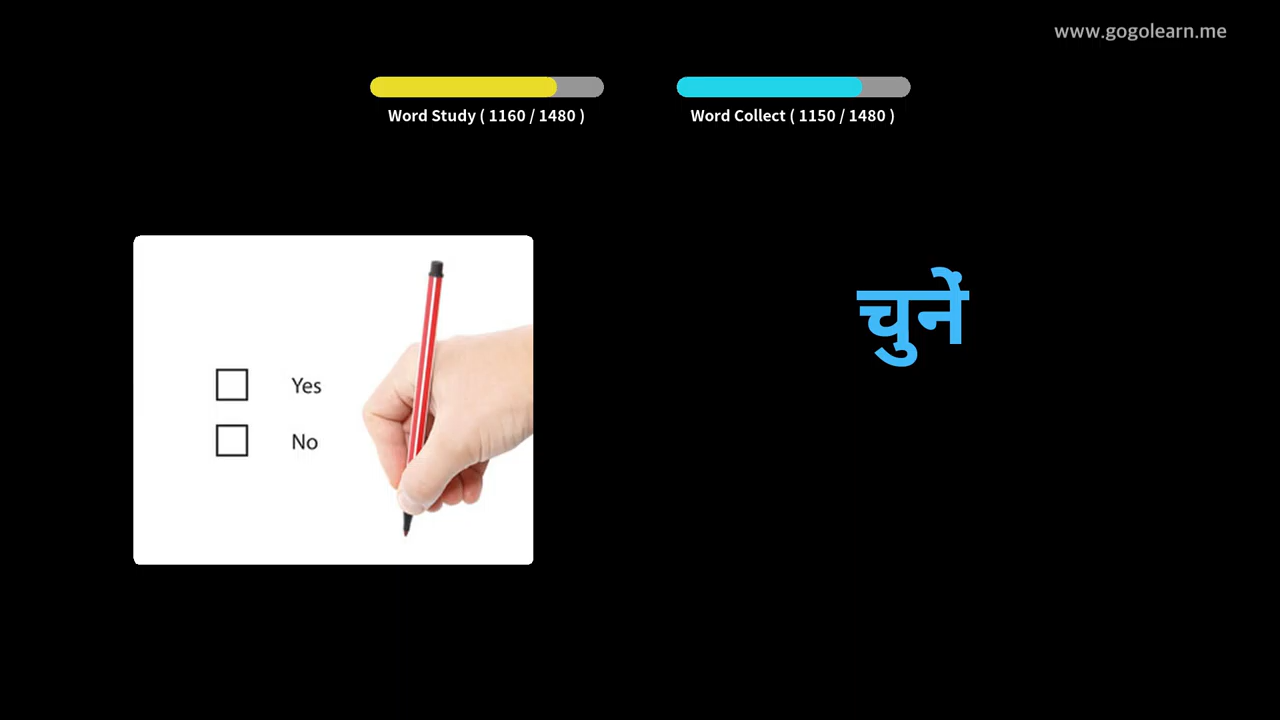 www.gogolearn.me
Word Study ( 1160 / 1480 )
Word Collect ( 1150 / 1480 )
चुनें
Yes
No